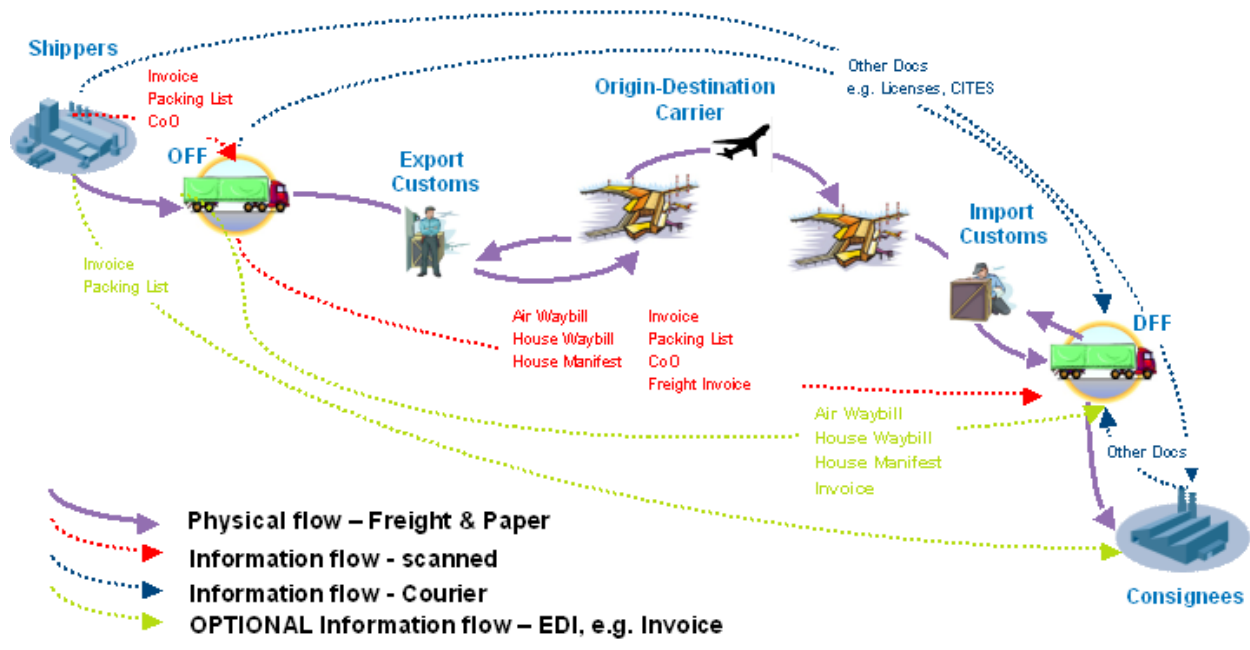 Shippers
Invoice
Packing List
CoO
OFF
Export
Customs
Origin-Destination
Carrier
Other Docs
e.g. Licenses, CITES
Import
Customs
DFF
Invoice
Packing List
Air Waybill
House Waybill
House Manifest
Invoice
Packing List
CoO
Freight Invoice
Air Waybill
House Waybill
House Manifest
Invoice
Other Docs
Consignees
Physical flow – Freight & Paper
Information flow - scanned
Information flow - Courier
OPTIONAL Information flow – EDI, e.g. Invoice